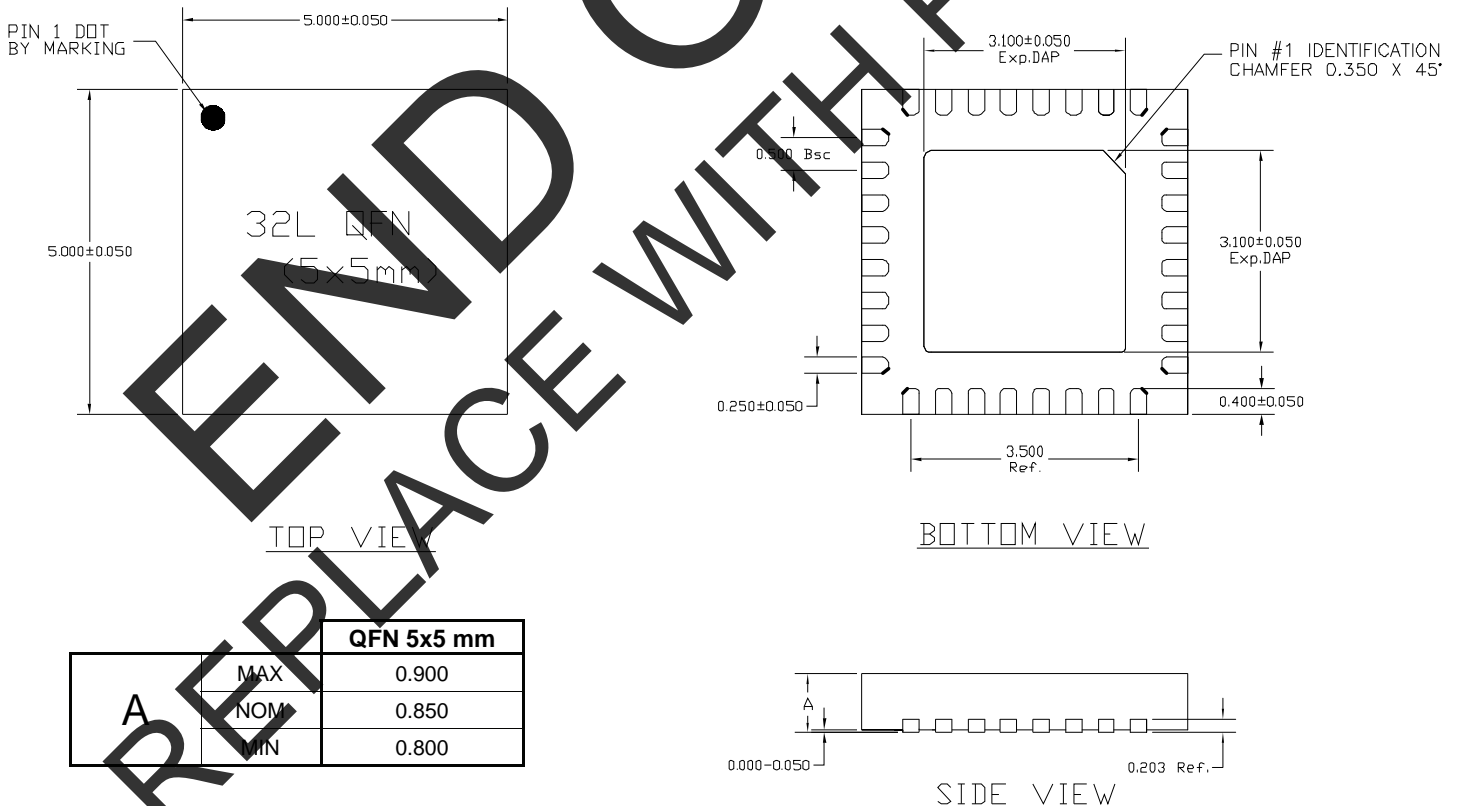 PIN 1 DOT
BY MARKING
5.000±0.050
5.000±0.050
32L QFN
(5x5mm)
TOP VIEW
3.100±0.050
Exp.DAP
PIN #1 IDENTIFICATION
CHAMFER 0.350 X 45°
0.500 Bsc
3.100±0.050
Exp.DAP
0.250±0.050
0.400±0.050
3.500
Ref.
BOTTOM VIEW
QFN 5x5 mm
A
MAX 0.900
NOM 0.850
MIN 0.800
A
0.000-0.050
0.203 Ref.
SIDE VIEW
END
REPLACE WITH